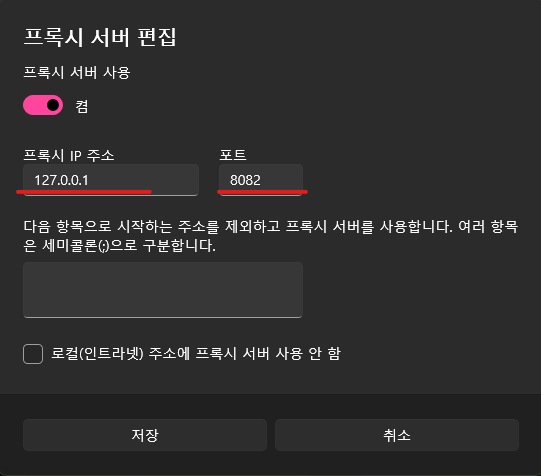 프록시 서버 편집
프록시 서버 사용
켬
프록시 IP 주소
포트
127.0.0.1
8082
다음 항목으로 시작하는 주소를 제외하고 프록시 서버를 사용합니다. 여러 항목
은 세미콜론(;)으로 구분합니다.
로컬(인트라넷) 주소에 프록시 서버 사용 안 함
저장
취소